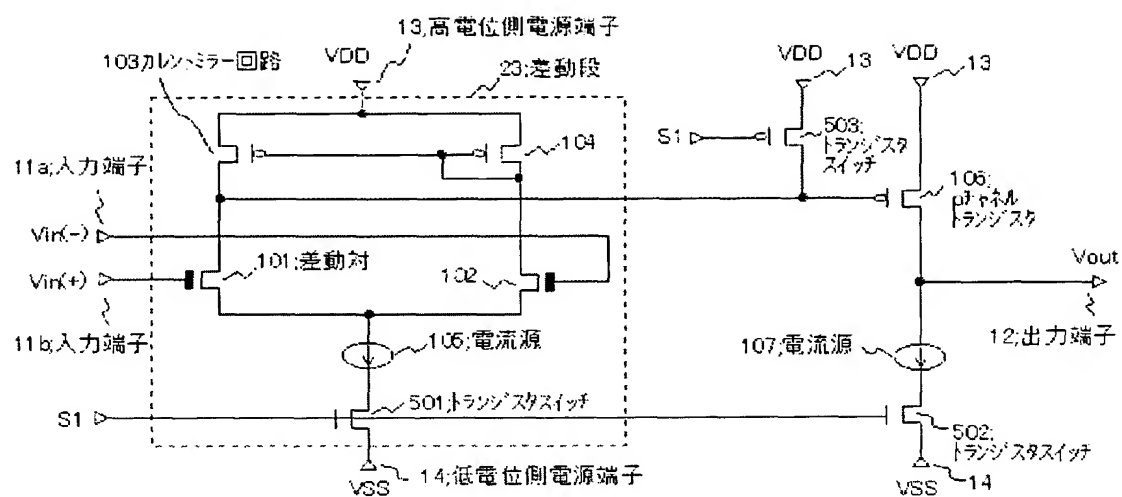 13,高電位側電源端子
VDD
103カレントミラー回路
23;差動段
VDD
13
VDD
13
S1
503;
トランジスタ
スイッチ
104
11a;入力端子
106;
pチャネル
トランジスタ
Vin(-)
Vin(+)
101;差動対
102
Vout
11b;入力端子
105;電流源
107;電流源
12;出力端子
S1
501;トランジスタスイッチ
502;
トランジスタスイッチ
14;低電位側電源端子
VSS
14
VSS